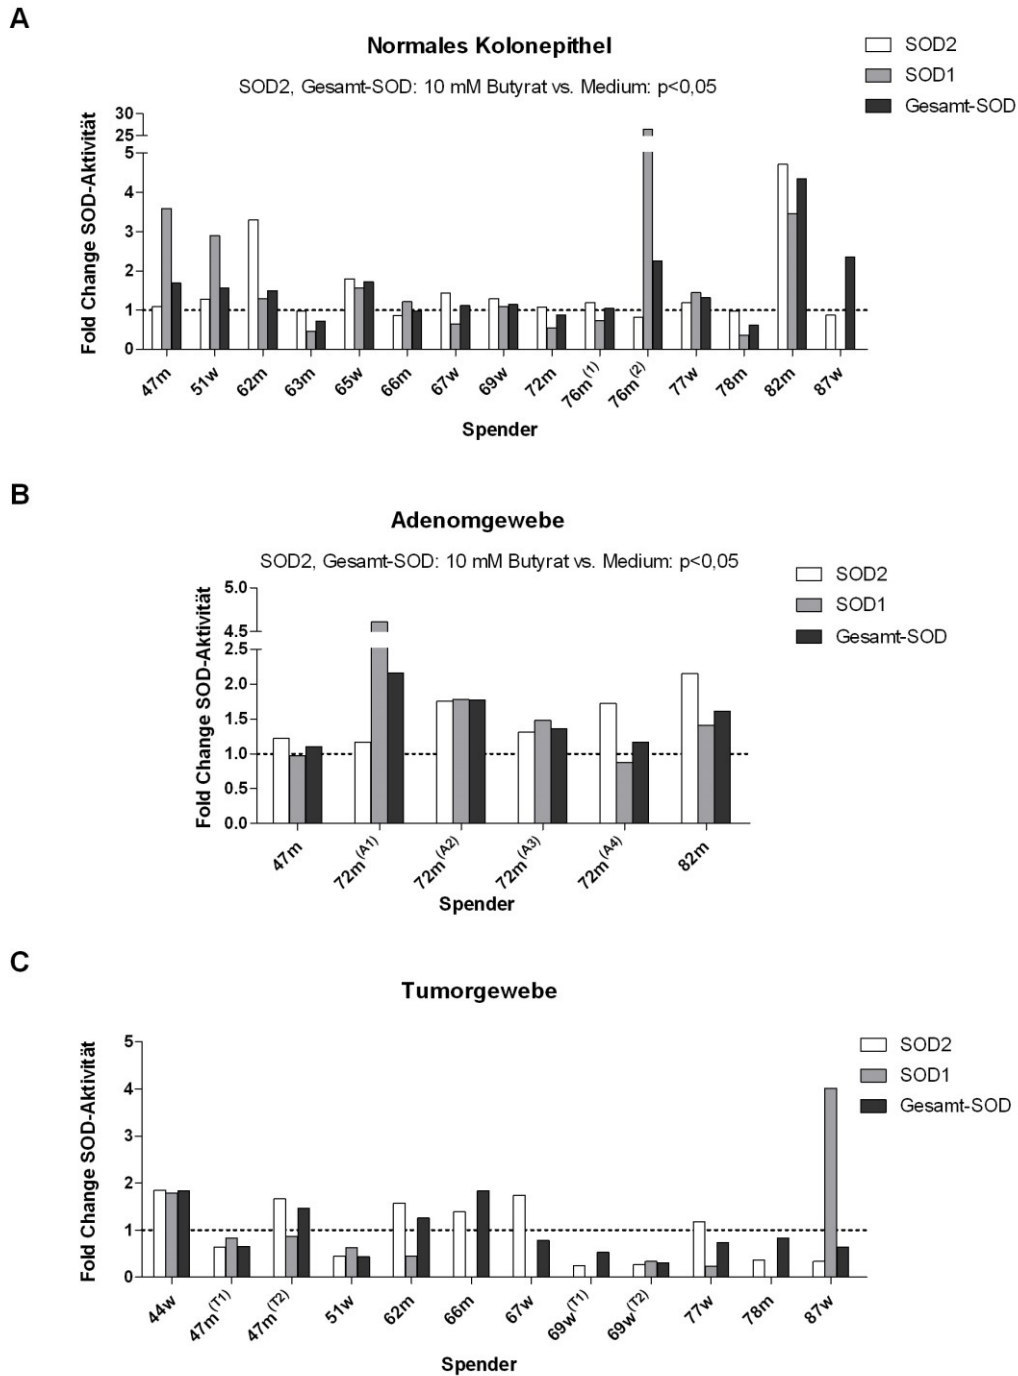 A
Normales Kolonepithel
SOD2, Gesamt-SOD: 10 mM Butyrat vs. Medium: p<0,05
SOD2
SOD1
Gesamt-SOD
Fold Change SOD-Aktivität
30
25
5
4
3
2
1
0
47m
51w
62m
63m
65w
66m
67w
69w
72m
76m(1)
76m(2)
77w
78m
82m
87w
Spender
B
Adenomgewebe
SOD2, Gesamt-SOD: 10 mM Butyrat vs. Medium: p<0,05
SOD2
SOD1
Gesamt-SOD
Fold Change SOD-Aktivität
5.0
4.5
2.5
2.0
1.5
1.0
0.5
0.0
47m
72m(A1)
72m(A2)
72m(A3)
72m(A4)
82m
Spender
C
Tumorgewebe
SOD2
SOD1
Gesamt-SOD
Fold Change SOD-Aktivität
5
4
3
2
1
0
44w
47m(T1)
47m(T2)
51w
62m
66m
67w
69w(T1)
69w(T2)
77w
78m
87w
Spender